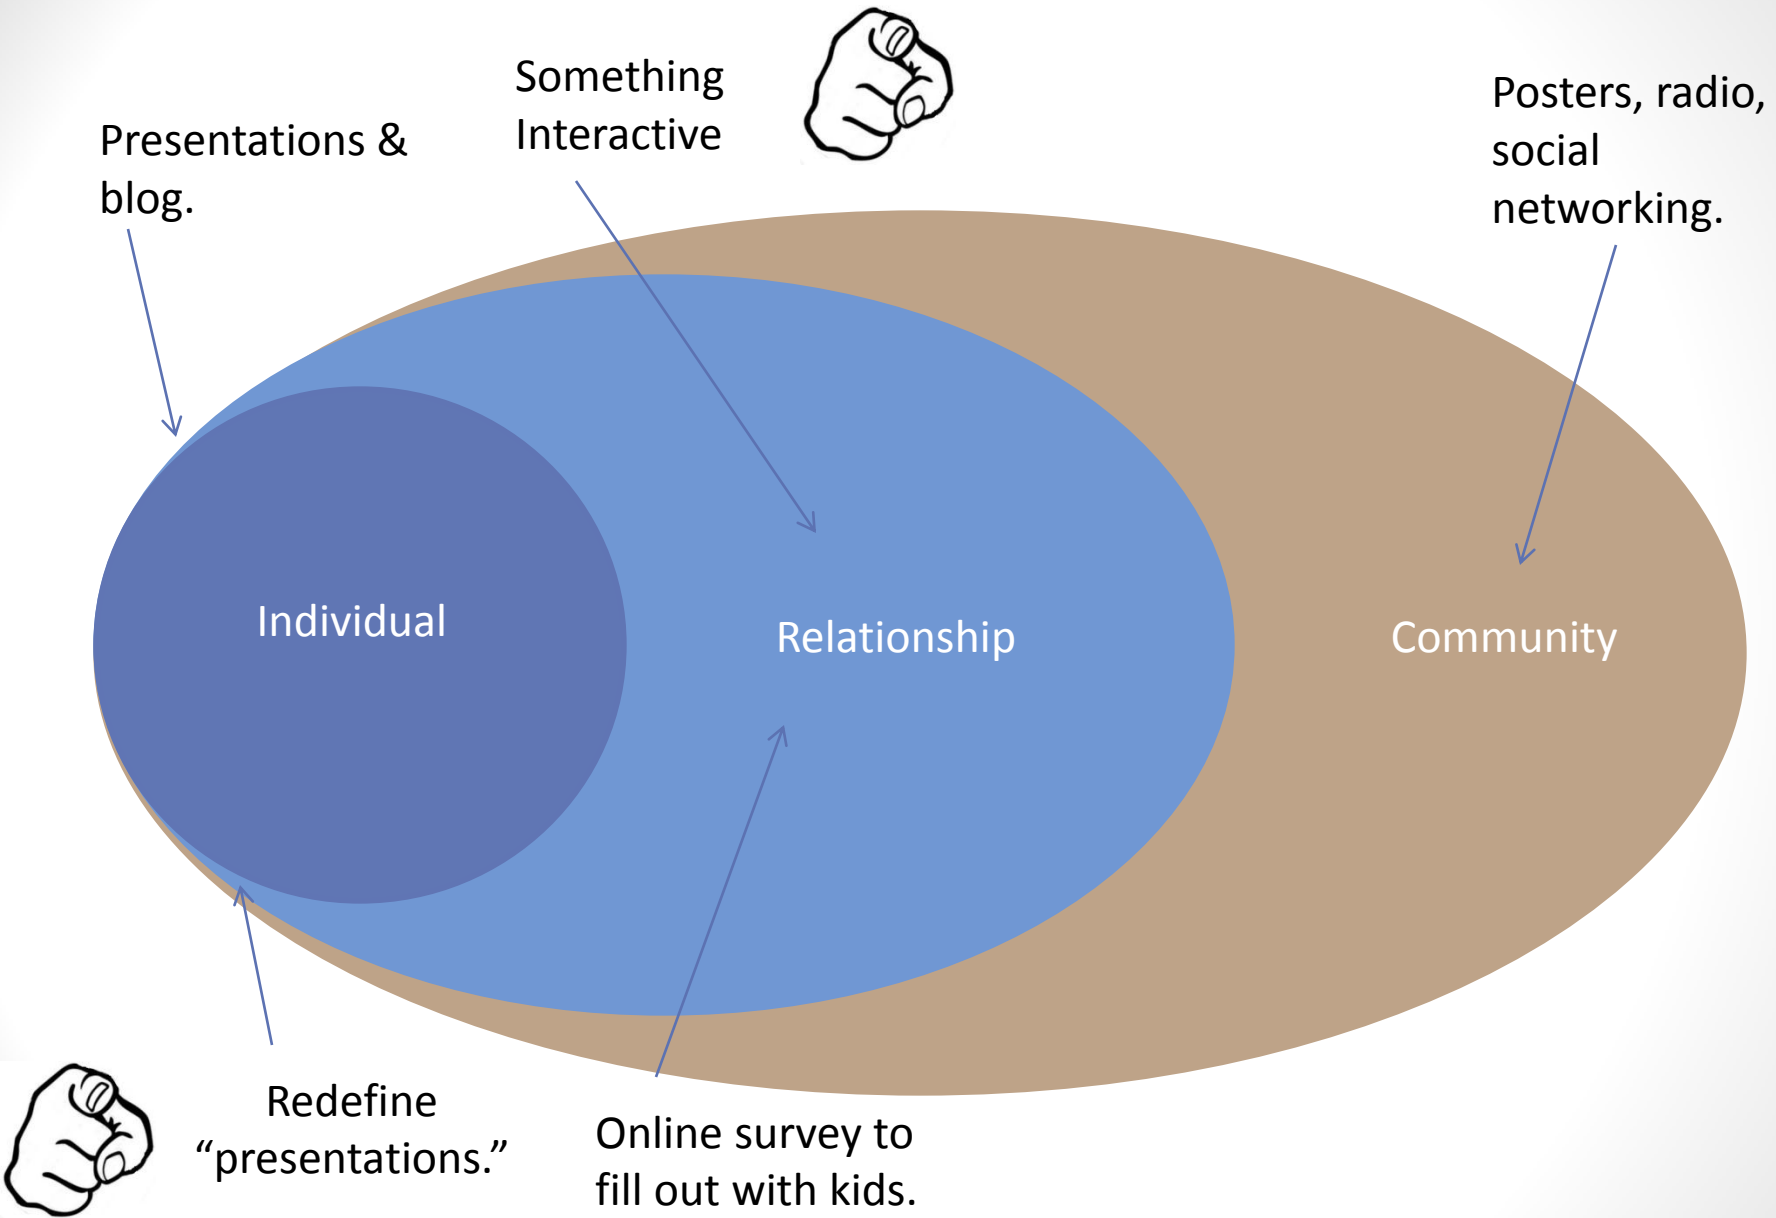 Something
Interactive
Presentations &
blog.
Posters, radio,
social
networking.
Individual
Relationship
Community
Redefine
“presentations.”
Online survey to
fill out with kids.